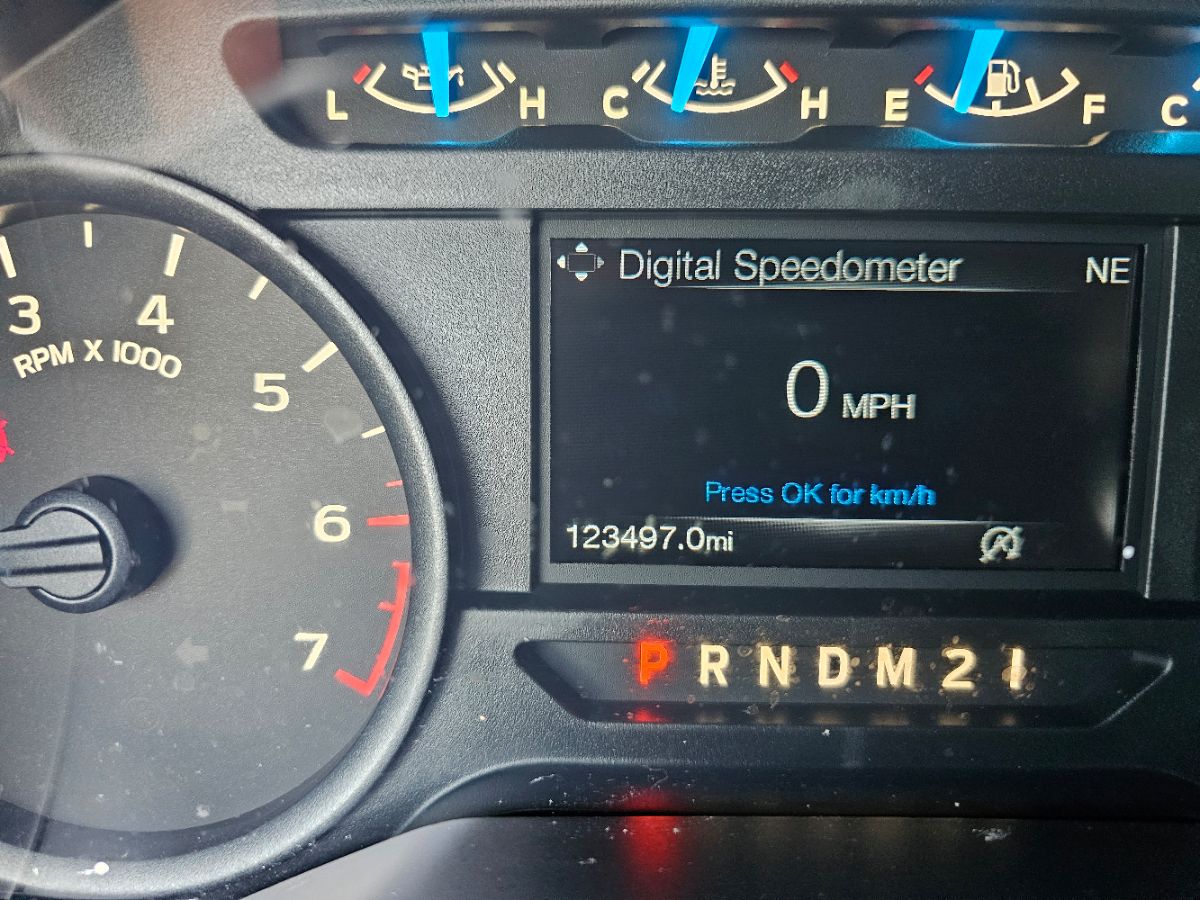 L H C H E F C
Digital Speedometer NE
3 4
RPM X 1000
5
0 MPH
Press OK for km/h
6
123497.0mi
7
P R N D M 2 1